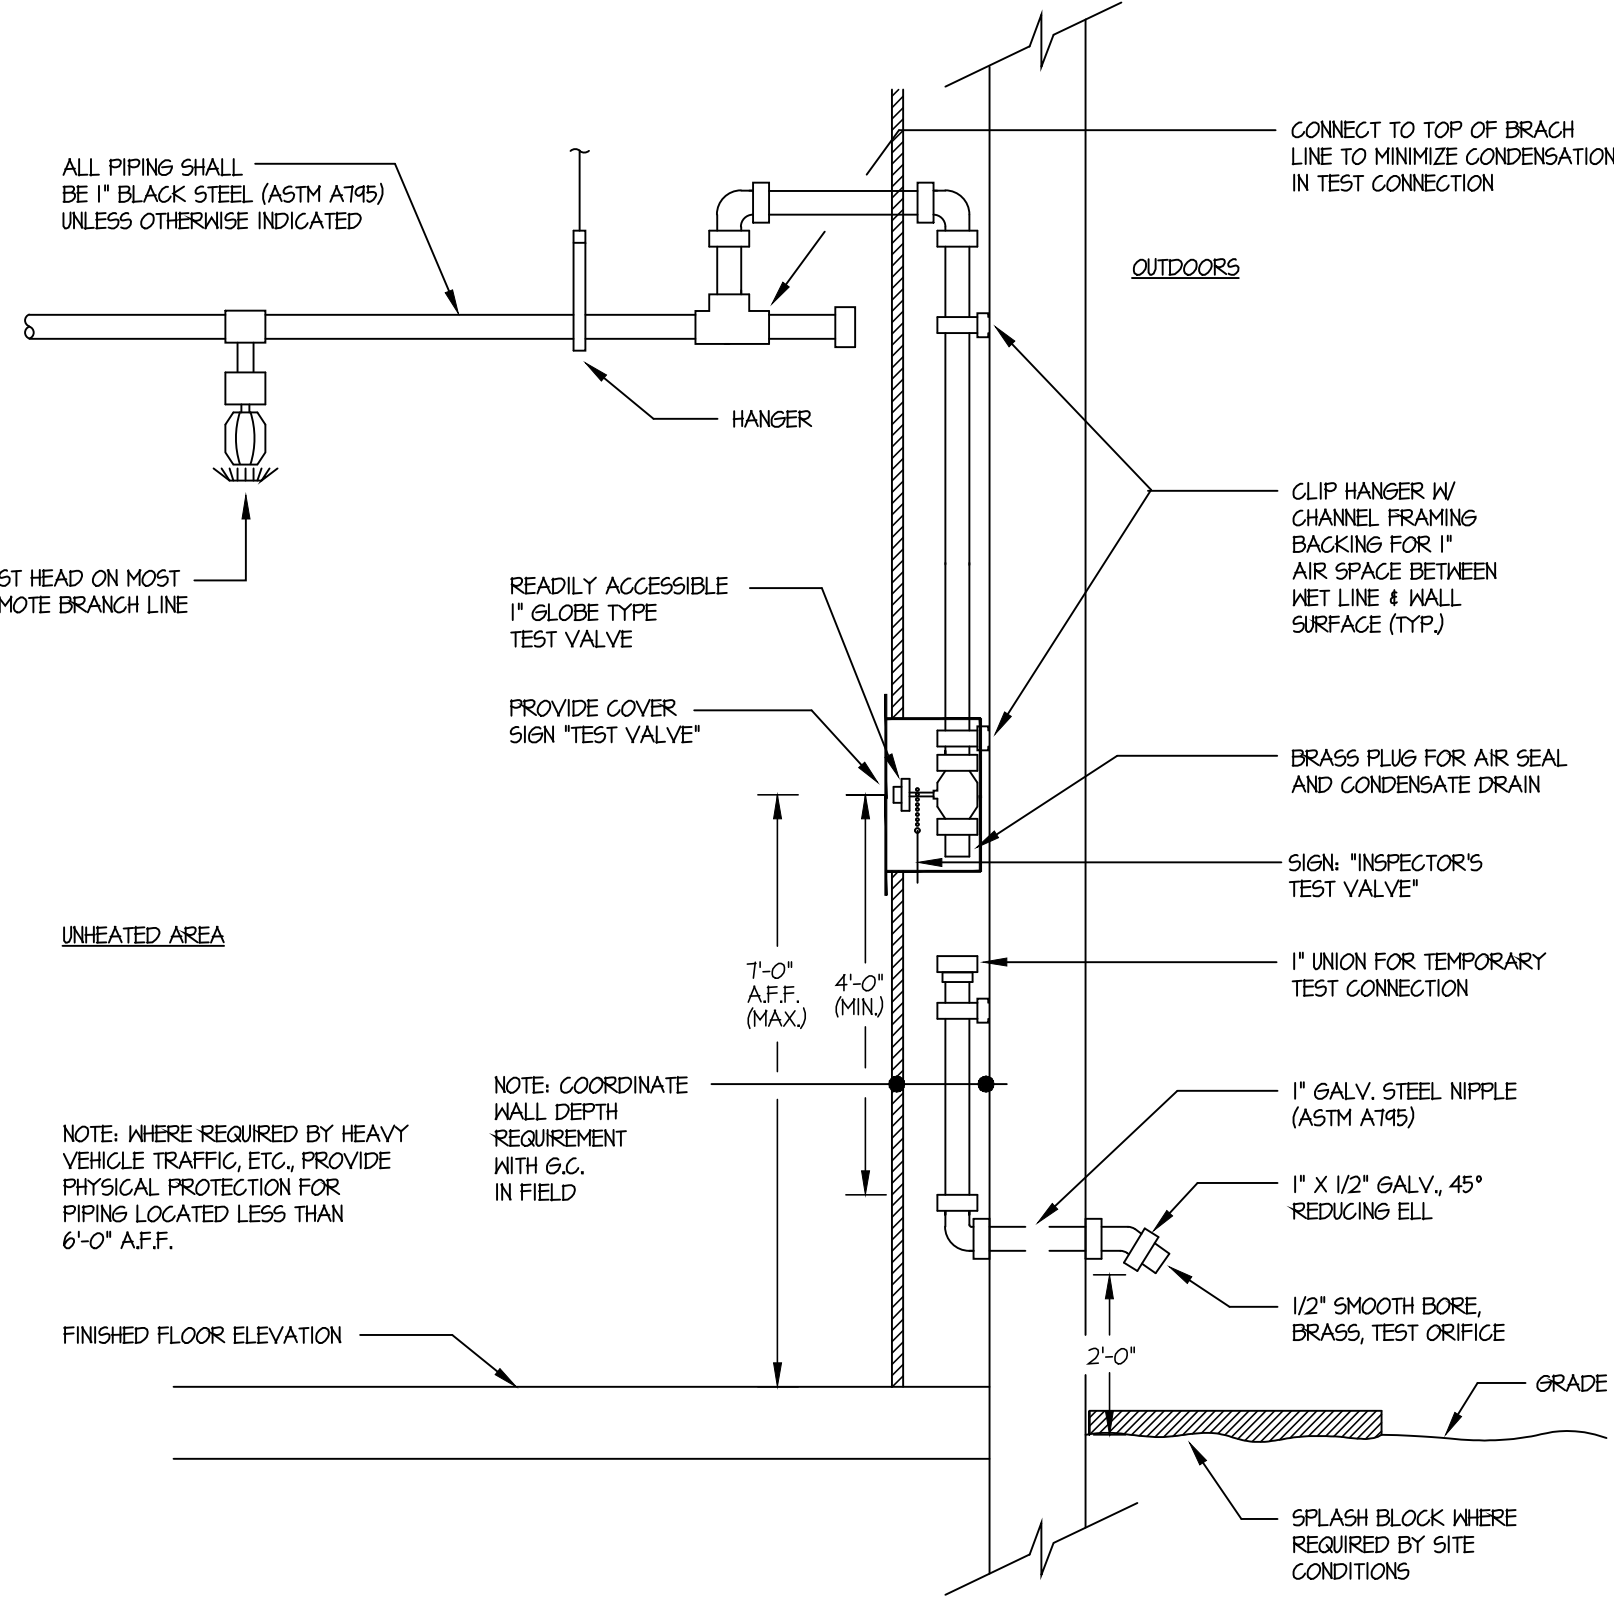 ALL PIPING SHALL
BE 1" BLACK STEEL (ASTM A795)
UNLESS OTHERWISE INDICATED
CONNECT TO TOP OF BRACH
LINE TO MINIMIZE CONDENSATION
IN TEST CONNECTION
OUTDOORS
HANGER
CLIP HANGER W/
CHANNEL FRAMING
BACKING FOR 1"
AIR SPACE BETWEEN
WET LINE & WALL
SURFACE (TYP.)
ST HEAD ON MOST
MOTE BRANCH LINE
READILY ACCESSIBLE
1" GLOBE TYPE
TEST VALVE
PROVIDE COVER
SIGN "TEST VALVE"
BRASS PLUG FOR AIR SEAL
AND CONDENSATE DRAIN
SIGN: "INSPECTOR'S
TEST VALVE"
UNHEATED AREA
7'-0"
A.F.F.
(MAX.)
4'-0"
(MIN.)
1" UNION FOR TEMPORARY
TEST CONNECTION
NOTE: COORDINATE
WALL DEPTH
REQUIREMENT
WITH G.C.
IN FIELD
1" GALV. STEEL NIPPLE
(ASTM A795)
NOTE: WHERE REQUIRED BY HEAVY
VEHICLE TRAFFIC, ETC., PROVIDE
PHYSICAL PROTECTION FOR
PIPING LOCATED LESS THAN
6'-0" A.F.F.
1" X 1/2" GALV., 45°
REDUCING ELL
1/2" SMOOTH BORE,
BRASS, TEST ORIFICE
FINISHED FLOOR ELEVATION
2'-0"
GRADE
SPLASH BLOCK WHERE
REQUIRED BY SITE
CONDITIONS